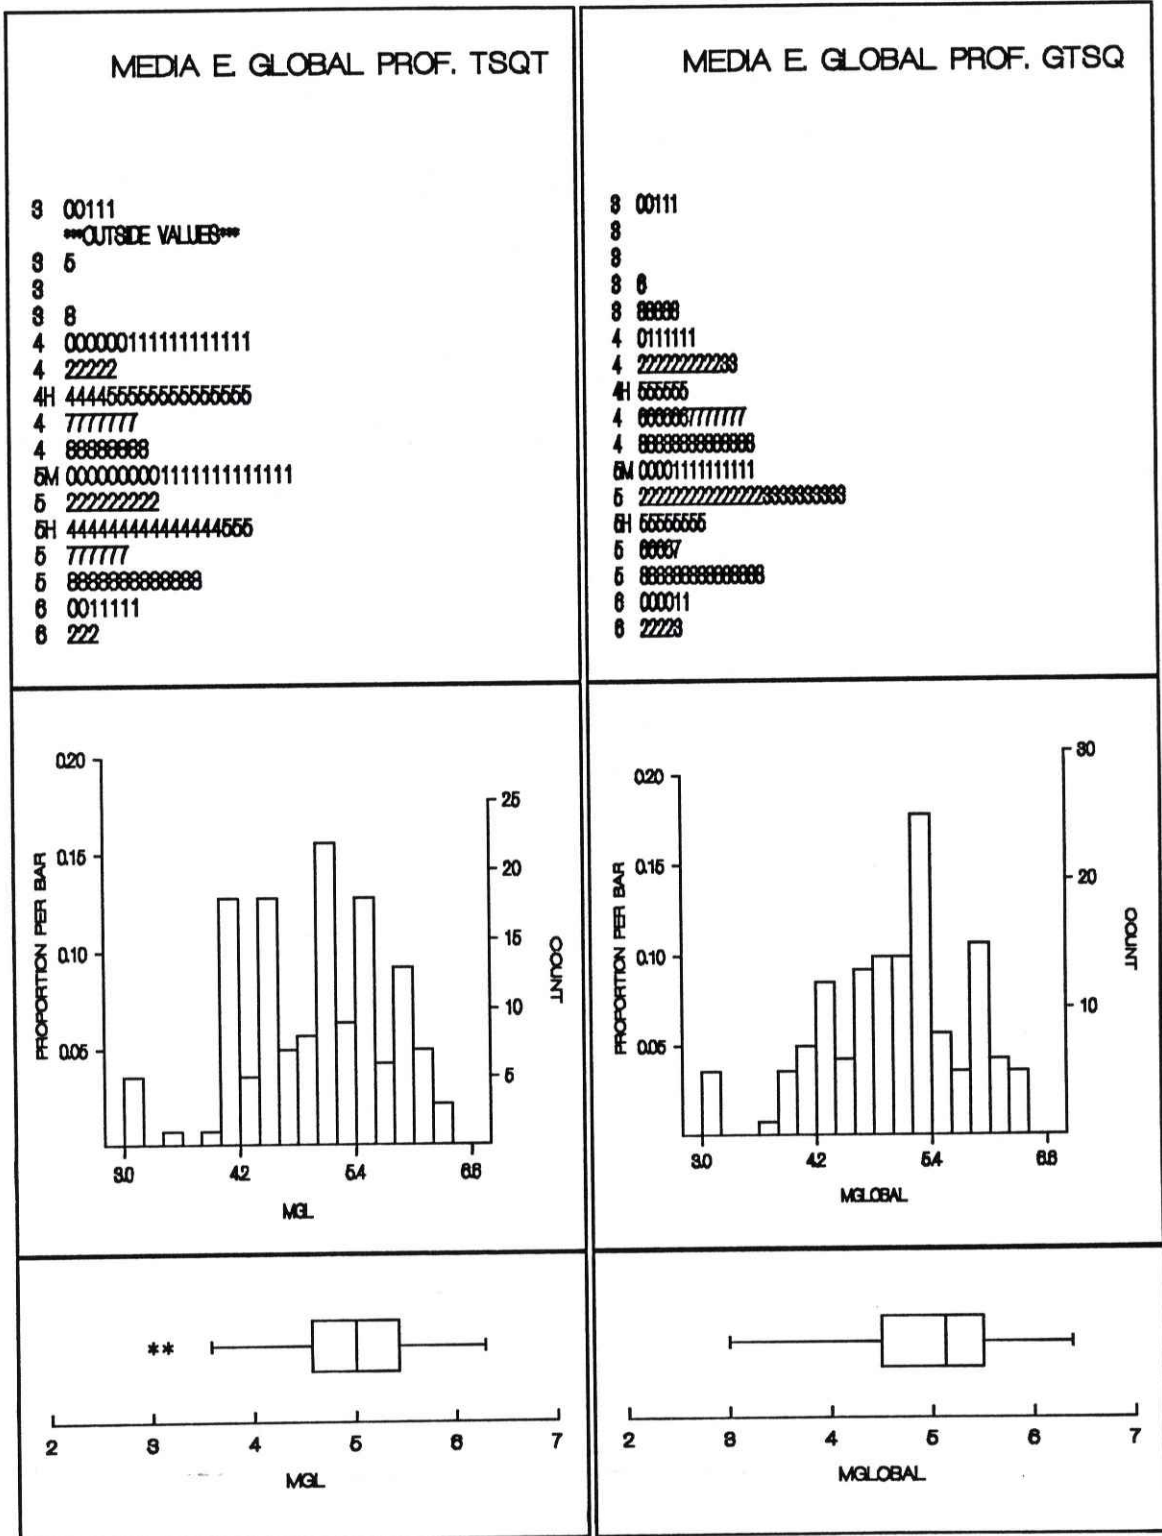 MEDIA E. GLOBAL PROF. TSQT
3 00111
***OUTSIDE VALUES***
3 5
3
3 8
4 000000111111111111
4 22222
4H 444455555555555555
4 7777777
4 88888888
5M 0000000001111111111111
5 222222222
5H 444444444444444555
5 777777
5 8888888888888
6 0011111
6 222
MEDIA E. GLOBAL PROF. GTSQ
3 00111
3
3
3 6
3 88888
4 0111111
4 222222222233
4H 555555
4 6666667777777
4 88888888888888
5M 00001111111111
5 2222222222222223333333333
5H 55555555
5 66667
5 888888888888888
6 000011
6 22223
PROPORTION PER BAR
0.20
0.15
0.10
0.05
25
20
15
10
5
COUNT
3.0 4.2 5.4 6.6
MGL
PROPORTION PER BAR
0.20
0.15
0.10
0.05
30
20
10
COUNT
3.0 4.2 5.4 6.6
MGLOBAL
**
2 3 4 5 6 7
MGL
2 3 4 5 6 7
MGLOBAL